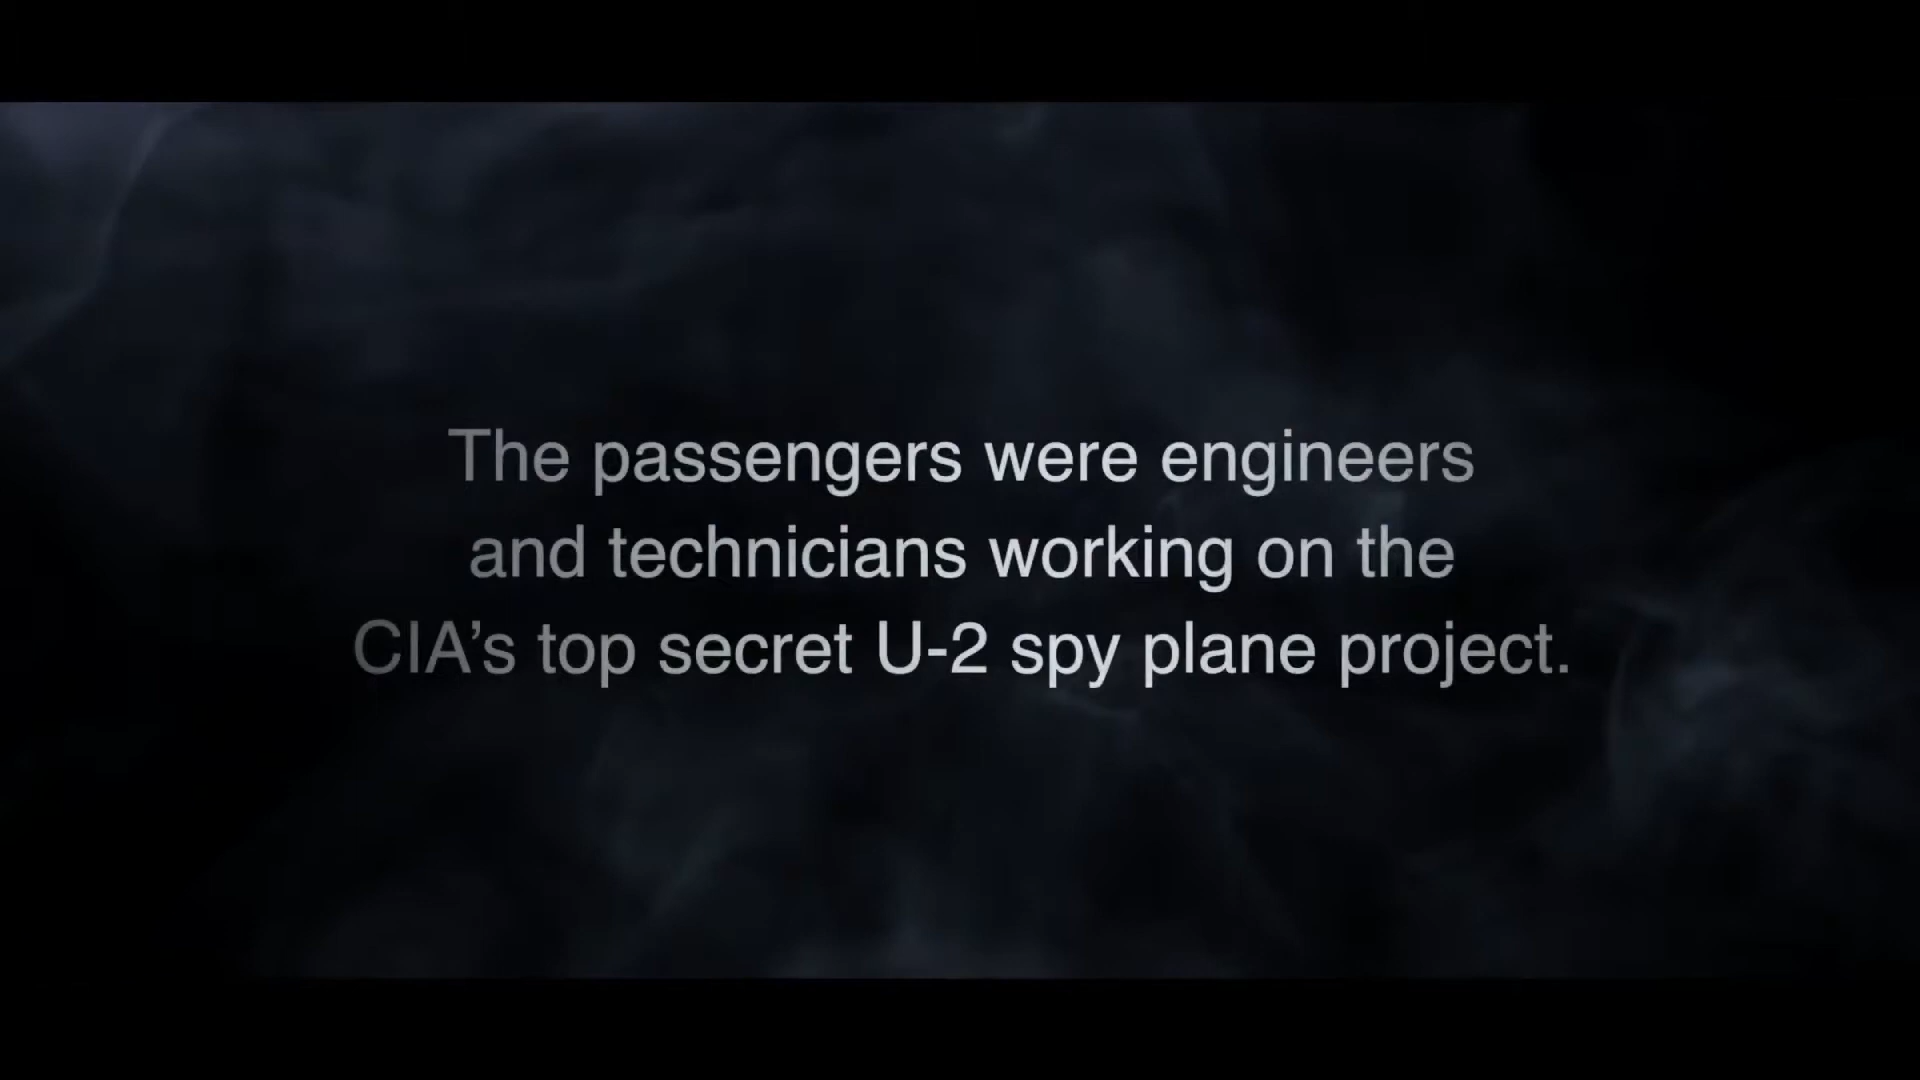 The passengers were engineers
and technicians working on the
CIA’s top secret U-2 spy plane project.